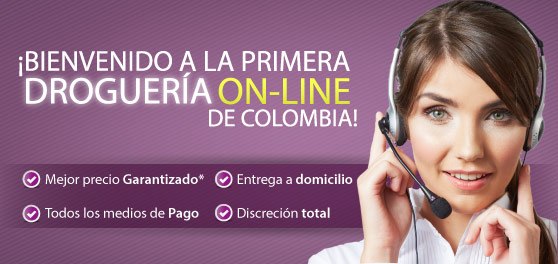 ¡BIENVENIDO A LA PRIMERA
DROGUERÍA ON-LINE
DE COLOMBIA!
Mejor precio Garantizado*
Entrega a domicilio
Todos los medios de Pago
Discreción total